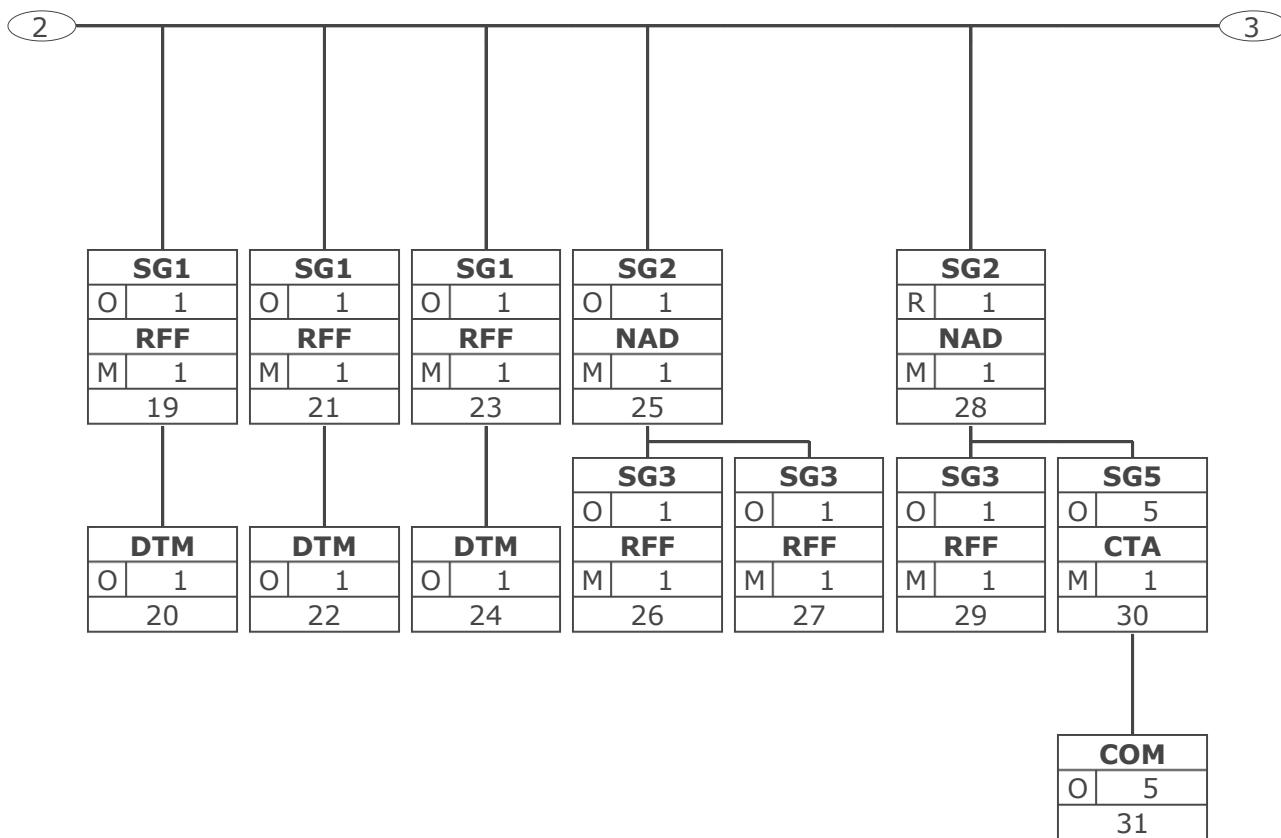 2 3
SG1 SG1 SG1 SG2 SG2
O 1 O 1 O 1 O 1 R 1
RFF RFF RFF NAD NAD
M 1 M 1 M 1 M 1 M 1
19 21 23 25 28
SG3 SG3 SG3 SG5
O 1 O 1 O 1 O 5
DTM DTM DTM RFF RFF RFF CTA
O 1 O 1 O 1 M 1 M 1 M 1 M 1
20 22 24 26 27 29 30
COM
O 5
31